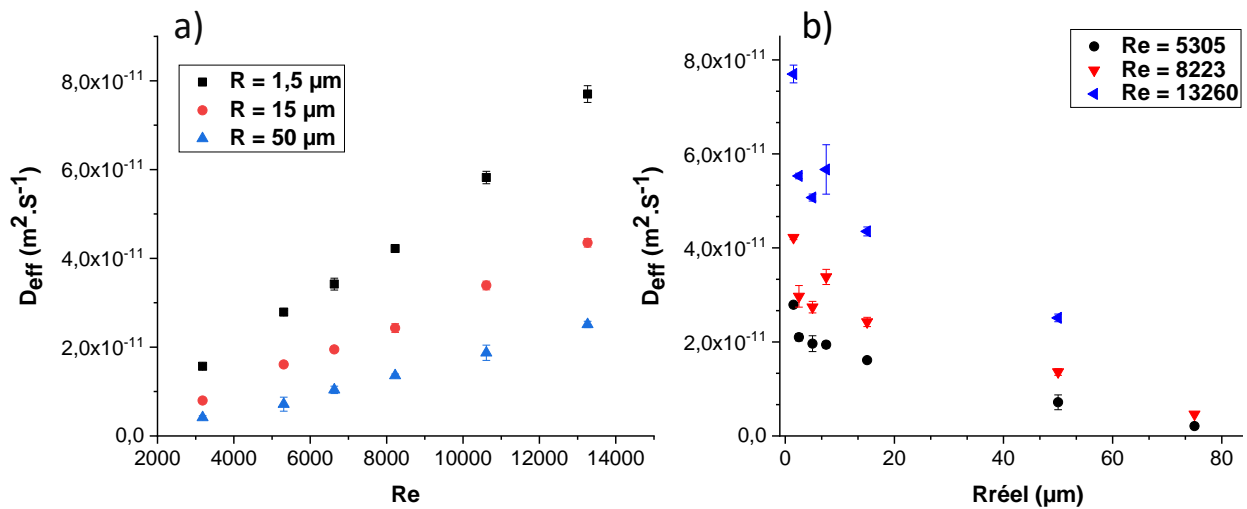 a)
R = 1,5 µm
R = 15 µm
R = 50 µm
8,0x10⁻¹¹
6,0x10⁻¹¹
4,0x10⁻¹¹
2,0x10⁻¹¹
0,0
D_eff (m².S⁻¹)
2000 4000 6000 8000 10000 12000 14000
Re
b)
Re = 5305
Re = 8223
Re = 13260
8,0x10⁻¹¹
6,0x10⁻¹¹
4,0x10⁻¹¹
2,0x10⁻¹¹
0,0
D_eff (m².S⁻¹)
0 20 40 60 80
Rréel (µm)